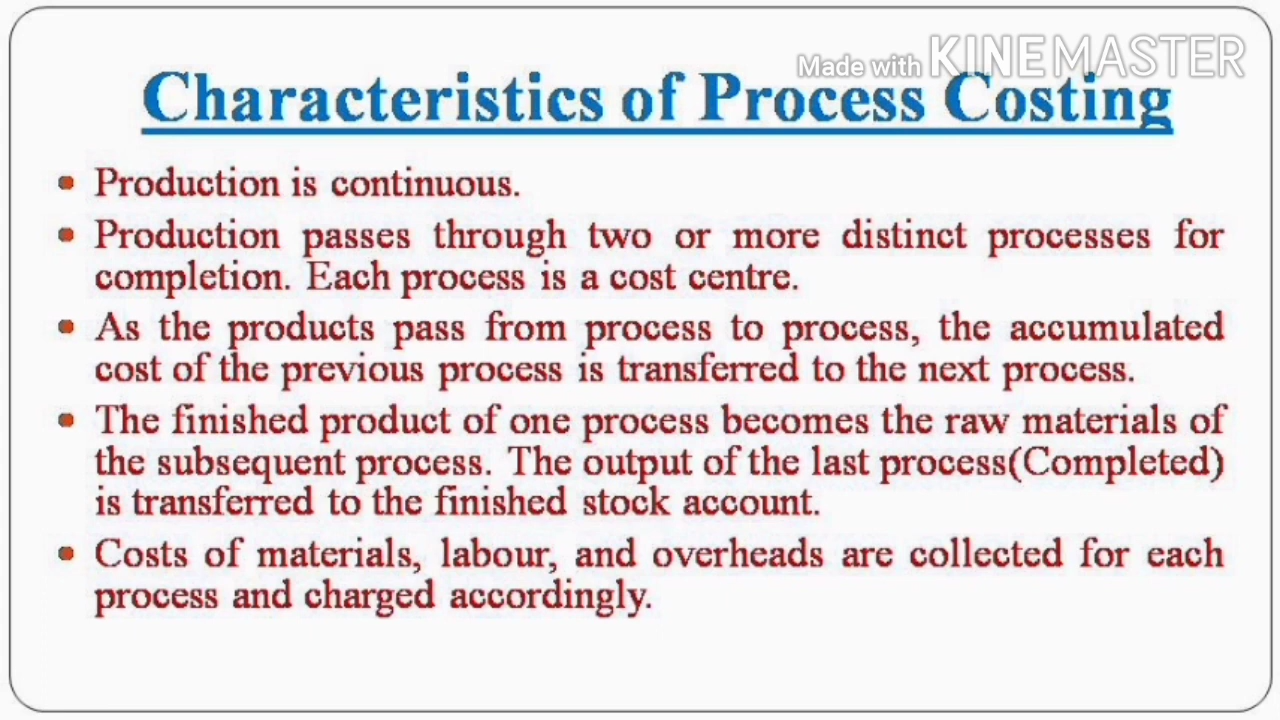 Made with KINEMASTER
Characteristics of Process Costing
• Production is continuous.
• Production passes through two or more distinct processes for
completion. Each process is a cost centre.
• As the products pass from process to process, the accumulated
cost of the previous process is transferred to the next process.
• The finished product of one process becomes the raw materials of
the subsequent process. The output of the last process(Completed)
is transferred to the finished stock account.
• Costs of materials, labour, and overheads are collected for each
process and charged accordingly.